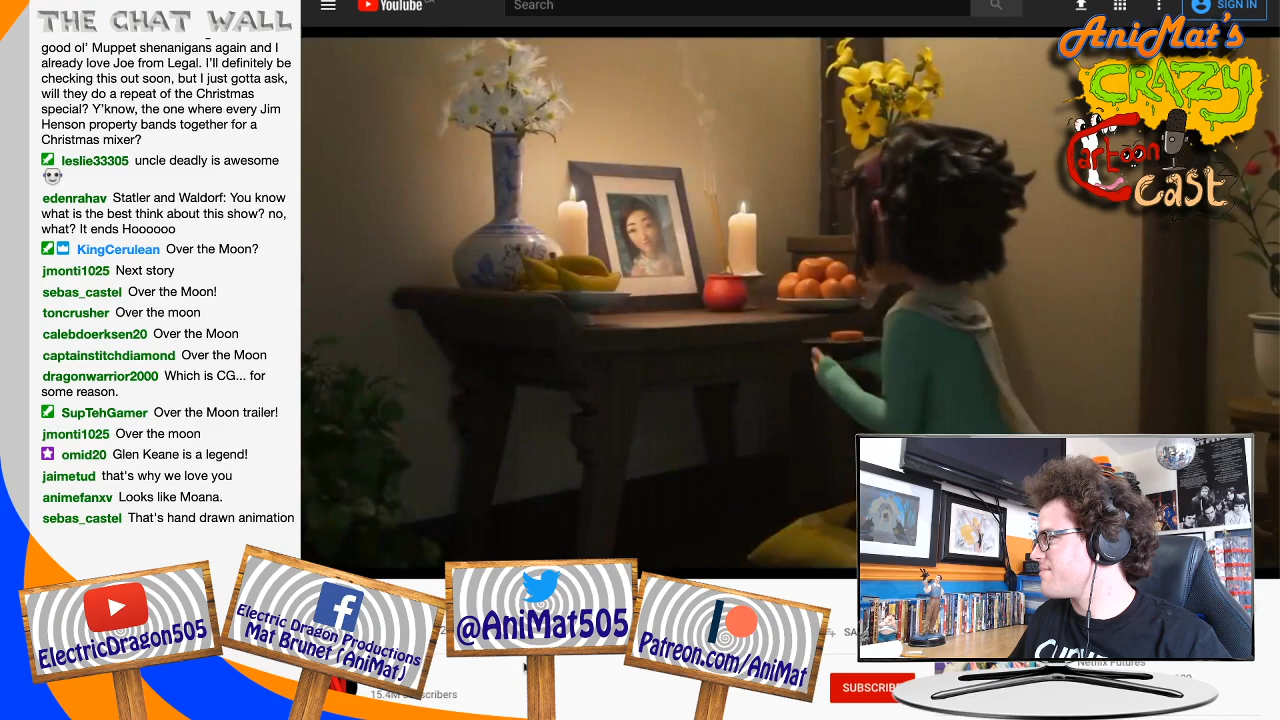 THE CHAT WALL
good ol' Muppet shenanigans again and I
already love Joe from Legal. I'll definitely be
checking this out soon, but I just gotta ask,
will they do a repeat of the Christmas
special? Y'know, the one where every Jim
Henson property bands together for a
Christmas mixer?
leslie33305 uncle deadly is awesome
edenrahav Statler and Waldorf: You know
what is the best think about this show? no,
what? It ends Hoooooo
KingCerulean Over the Moon?
jmonti1025 Next story
sebas_castel Over the Moon!
toncrusher Over the moon
calebdoerksen20 Over the Moon
captainstitchdiamond Over the Moon
dragonwarrior2000 Which is CG... for
some reason.
SupTehGamer Over the Moon trailer!
jmonti1025 Over the moon
omid20 Glen Keane is a legend!
jaimetud that's why we love you
animefanxv Looks like Moana.
sebas_castel That's hand drawn animation
YouTube
Search
SIGN IN
AniMat's
CRAZY
Cartoon
Cast
ElectricDragon505
Electric Dragon Productions
Mat Brunet (AniMat)
@AniMat505
Patreon.com/AniMat
SUBSCRIBE
Netflix Futures